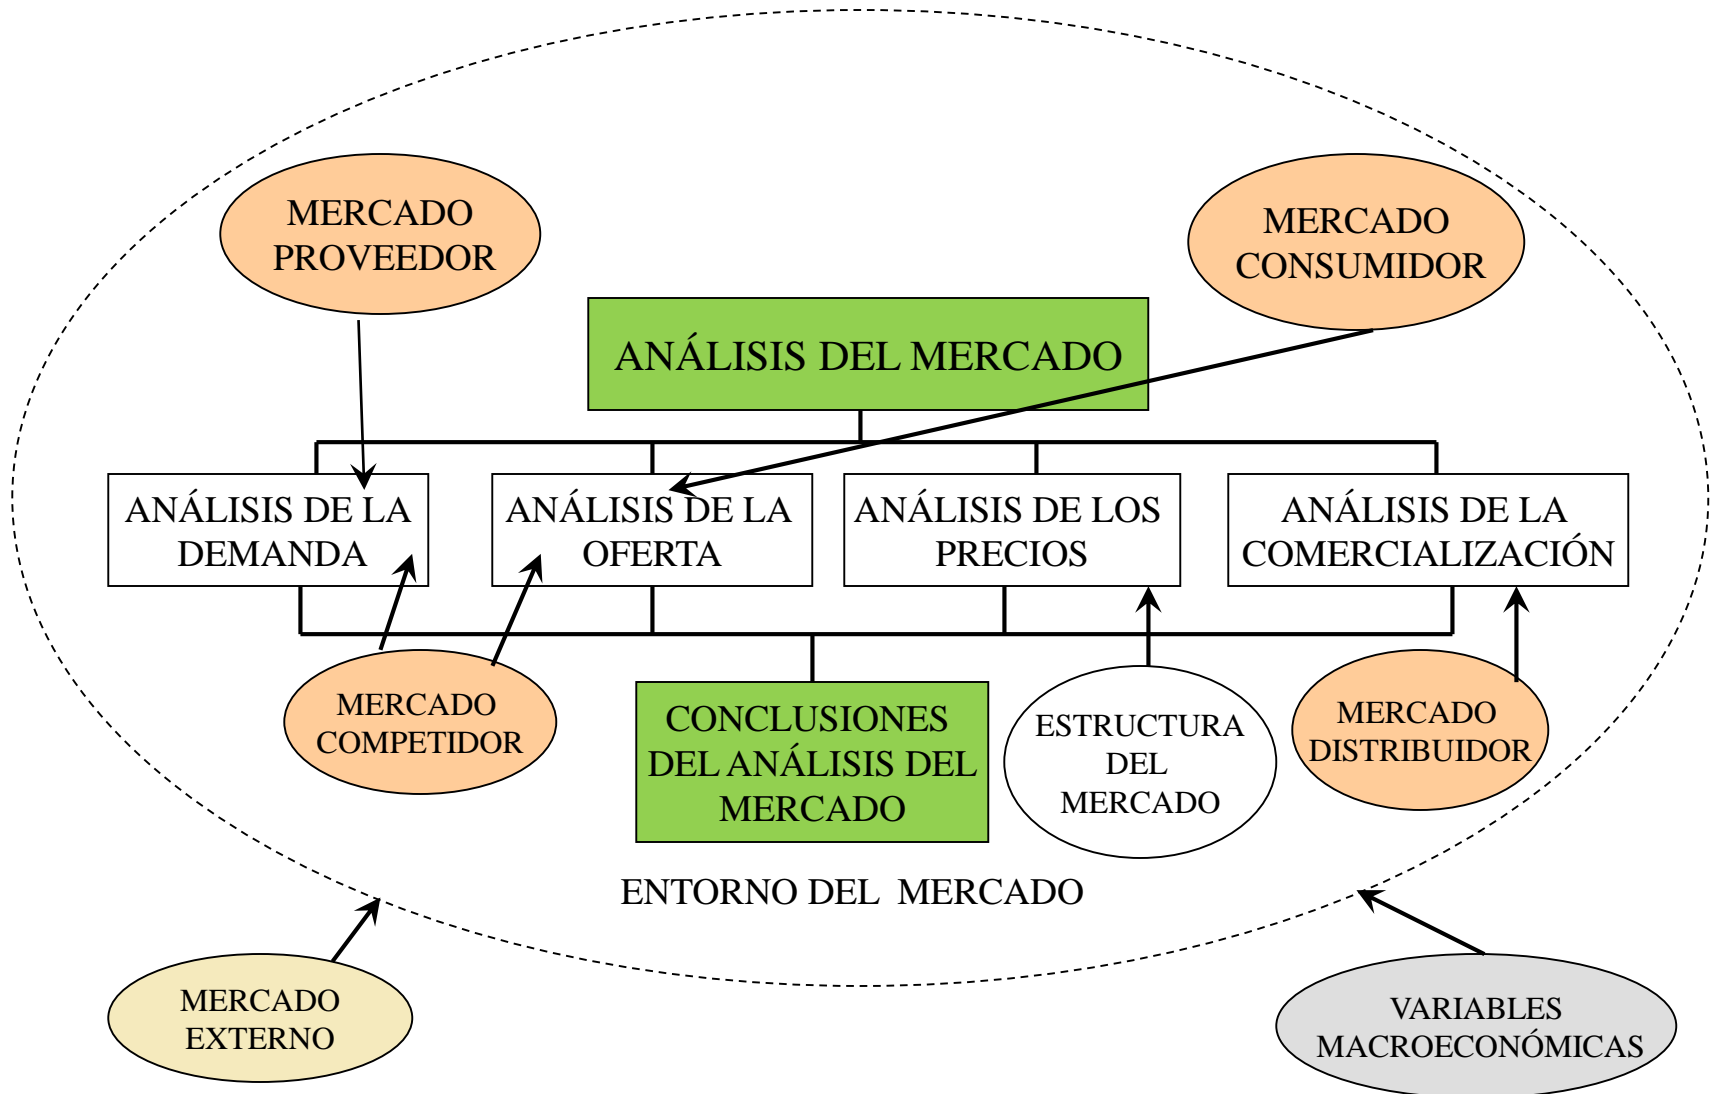 MERCADO
PROVEEDOR
MERCADO
CONSUMIDOR
ANÁLISIS DEL MERCADO
ANÁLISIS DE LA
DEMANDA
ANÁLISIS DE LA
OFERTA
ANÁLISIS DE LOS
PRECIOS
ANÁLISIS DE LA
COMERCIALIZACIÓN
MERCADO
COMPETIDOR
CONCLUSIONES
DEL ANÁLISIS DEL
MERCADO
ESTRUCTURA
DEL
MERCADO
MERCADO
DISTRIBUIDOR
ENTORNO DEL  MERCADO
MERCADO
EXTERNO
VARIABLES
MACROECONÓMICAS